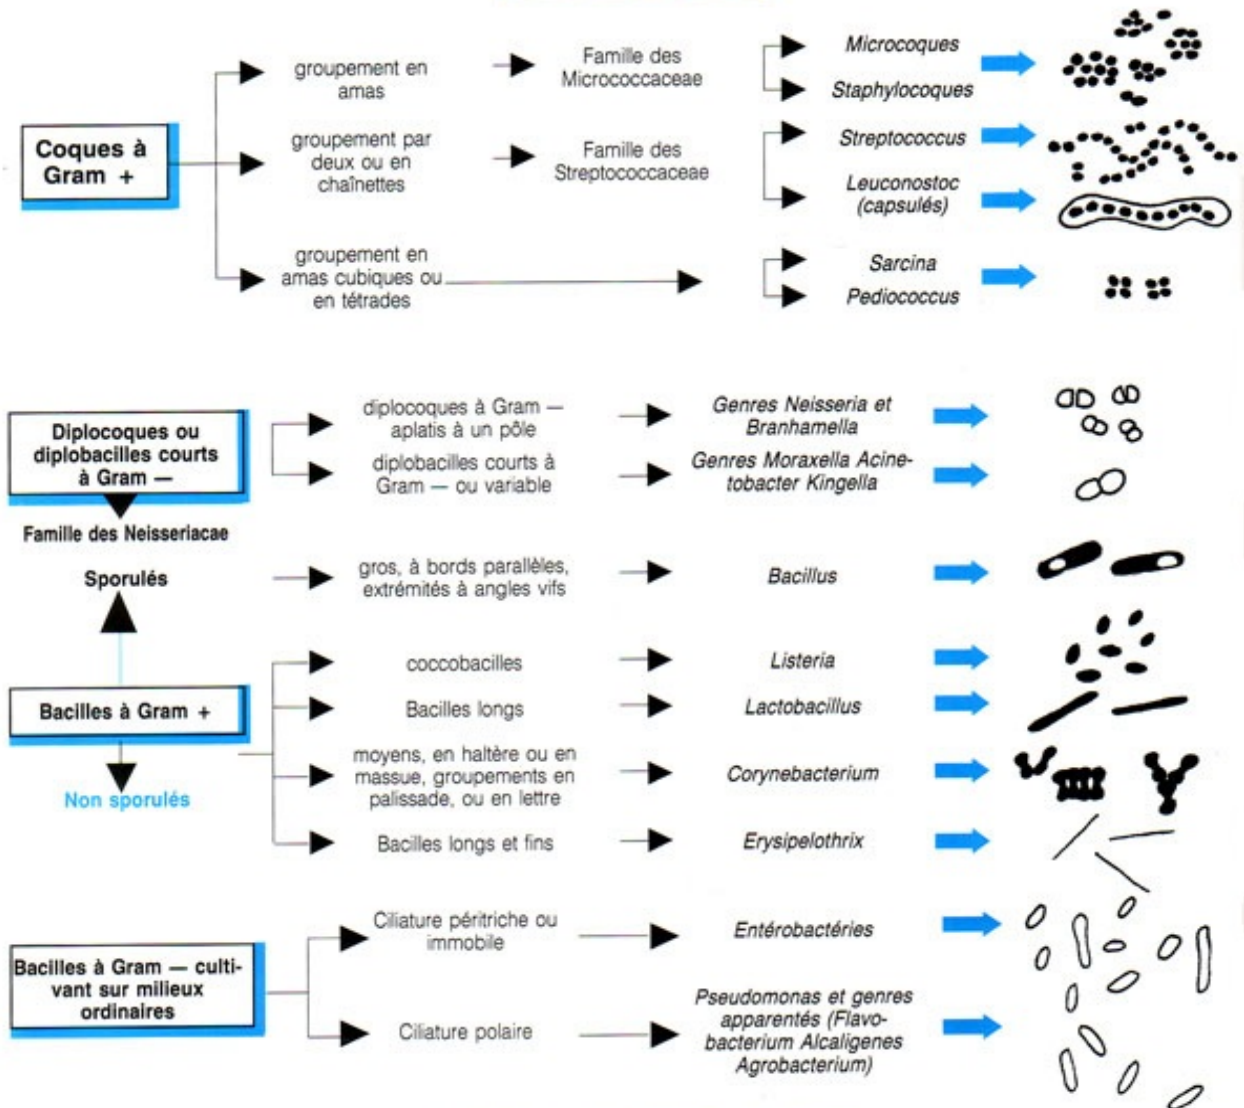 Coques à
Gram +
groupement en
amas
Famille des
Micrococcaceae
Microcoques
Staphylocoques
groupement par
deux ou en
chaînettes
Famille des
Streptococcaceae
Streptococcus
Leuconostoc
(capsulés)
groupement en
amas cubiques ou
en tétrades
Sarcina
Pediococcus
Diplocoques ou
diplobacilles courts
à Gram —
Famille des Neisseriacae
diplocoques à Gram —
aplatis à un pôle
Genres Neisseria et
Branhamella
diplobacilles courts à
Gram — ou variable
Genres Moraxella Acine-
tobacter Kingella
Sporulés
gros, à bords parallèles,
extrémités à angles vifs
Bacillus
Bacilles à Gram +
Non sporulés
coccobacilles
Listeria
Bacilles longs
Lactobacillus
moyens, en haltère ou en
massue, groupements en
palissade, ou en lettre
Corynebacterium
Bacilles longs et fins
Erysipelothrix
Bacilles à Gram — culti-
vant sur milieux
ordinaires
Ciliature péritriche ou
immobile
Entérobactéries
Ciliature polaire
Pseudomonas et genres
apparentés (Flavo-
bacterium Alcaligenes
Agrobacterium)